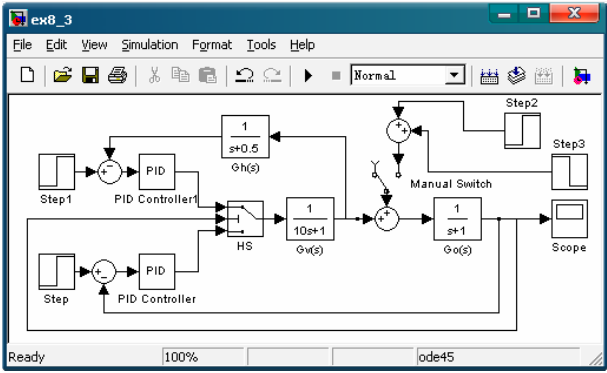 ex8_3
File Edit View Simulation Format Tools Help
Normal
Step2
1
s+0.5
Gh(s)
Step3
PID
Step1
PID Controller1
Manual Switch
HS
1
10s+1
Gv(s)
1
s+1
Go(s)
Scope
PID
Step
PID Controller
Ready 100% ode45